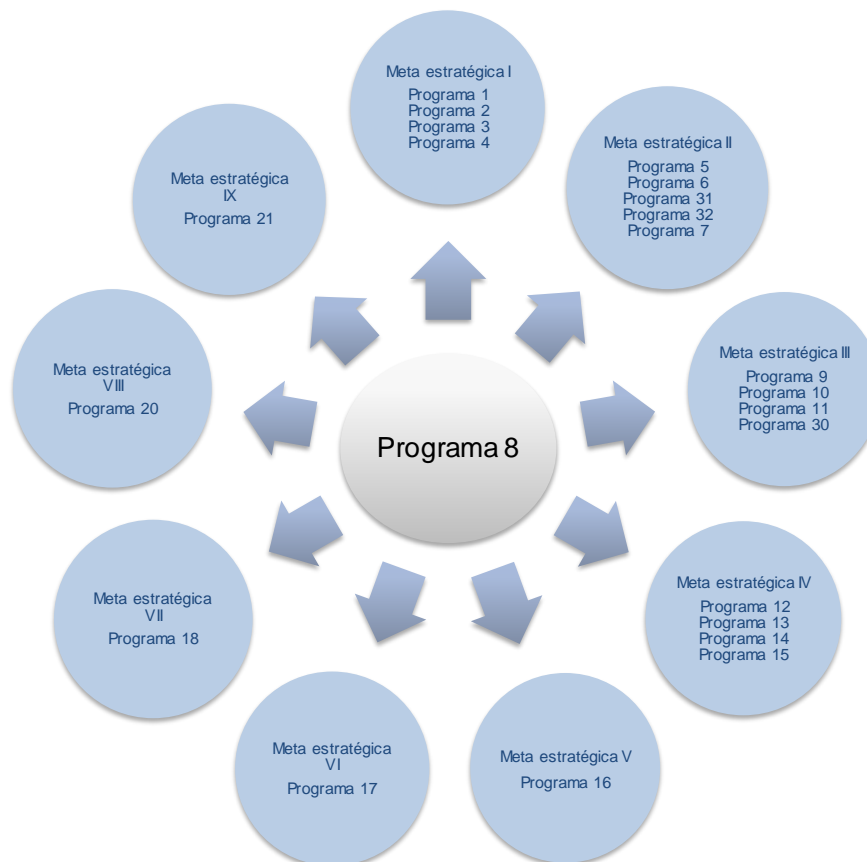 Meta estratégica I
Programa 1
Programa 2
Programa 3
Programa 4
Meta estratégica II
Programa 5
Programa 6
Programa 31
Programa 32
Programa 7
Meta estratégica III
Programa 9
Programa 10
Programa 11
Programa 30
Meta estratégica IV
Programa 12
Programa 13
Programa 14
Programa 15
Meta estratégica V
Programa 16
Meta estratégica
VI
Programa 17
Meta estratégica
VII
Programa 18
Meta estratégica
VIII
Programa 20
Meta estratégica
IX
Programa 21
Programa 8